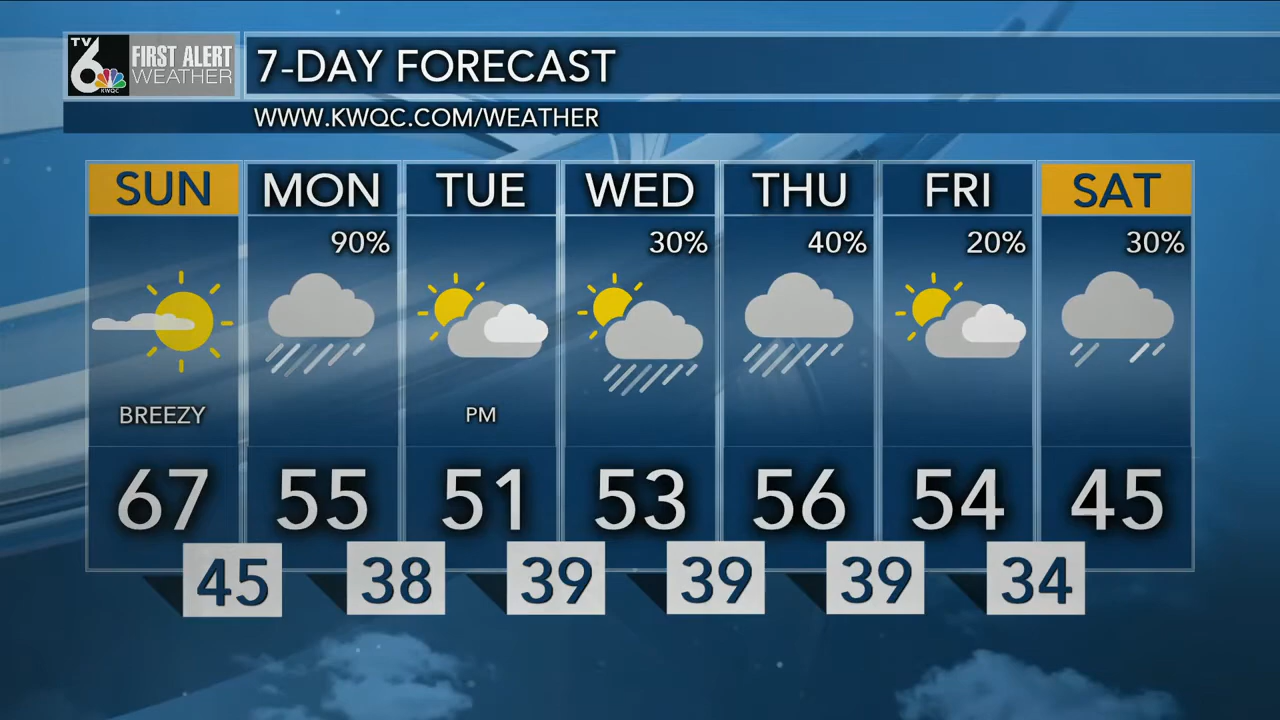 TV
6
KWQC
FIRST ALERT
WEATHER
7-DAY FORECAST
WWW.KWQC.COM/WEATHER
SUN MON TUE WED THU FRI SAT
90% 30% 40% 20% 30%
BREEZY PM
67 55 51 53 56 54 45
45 38 39 39 39 34